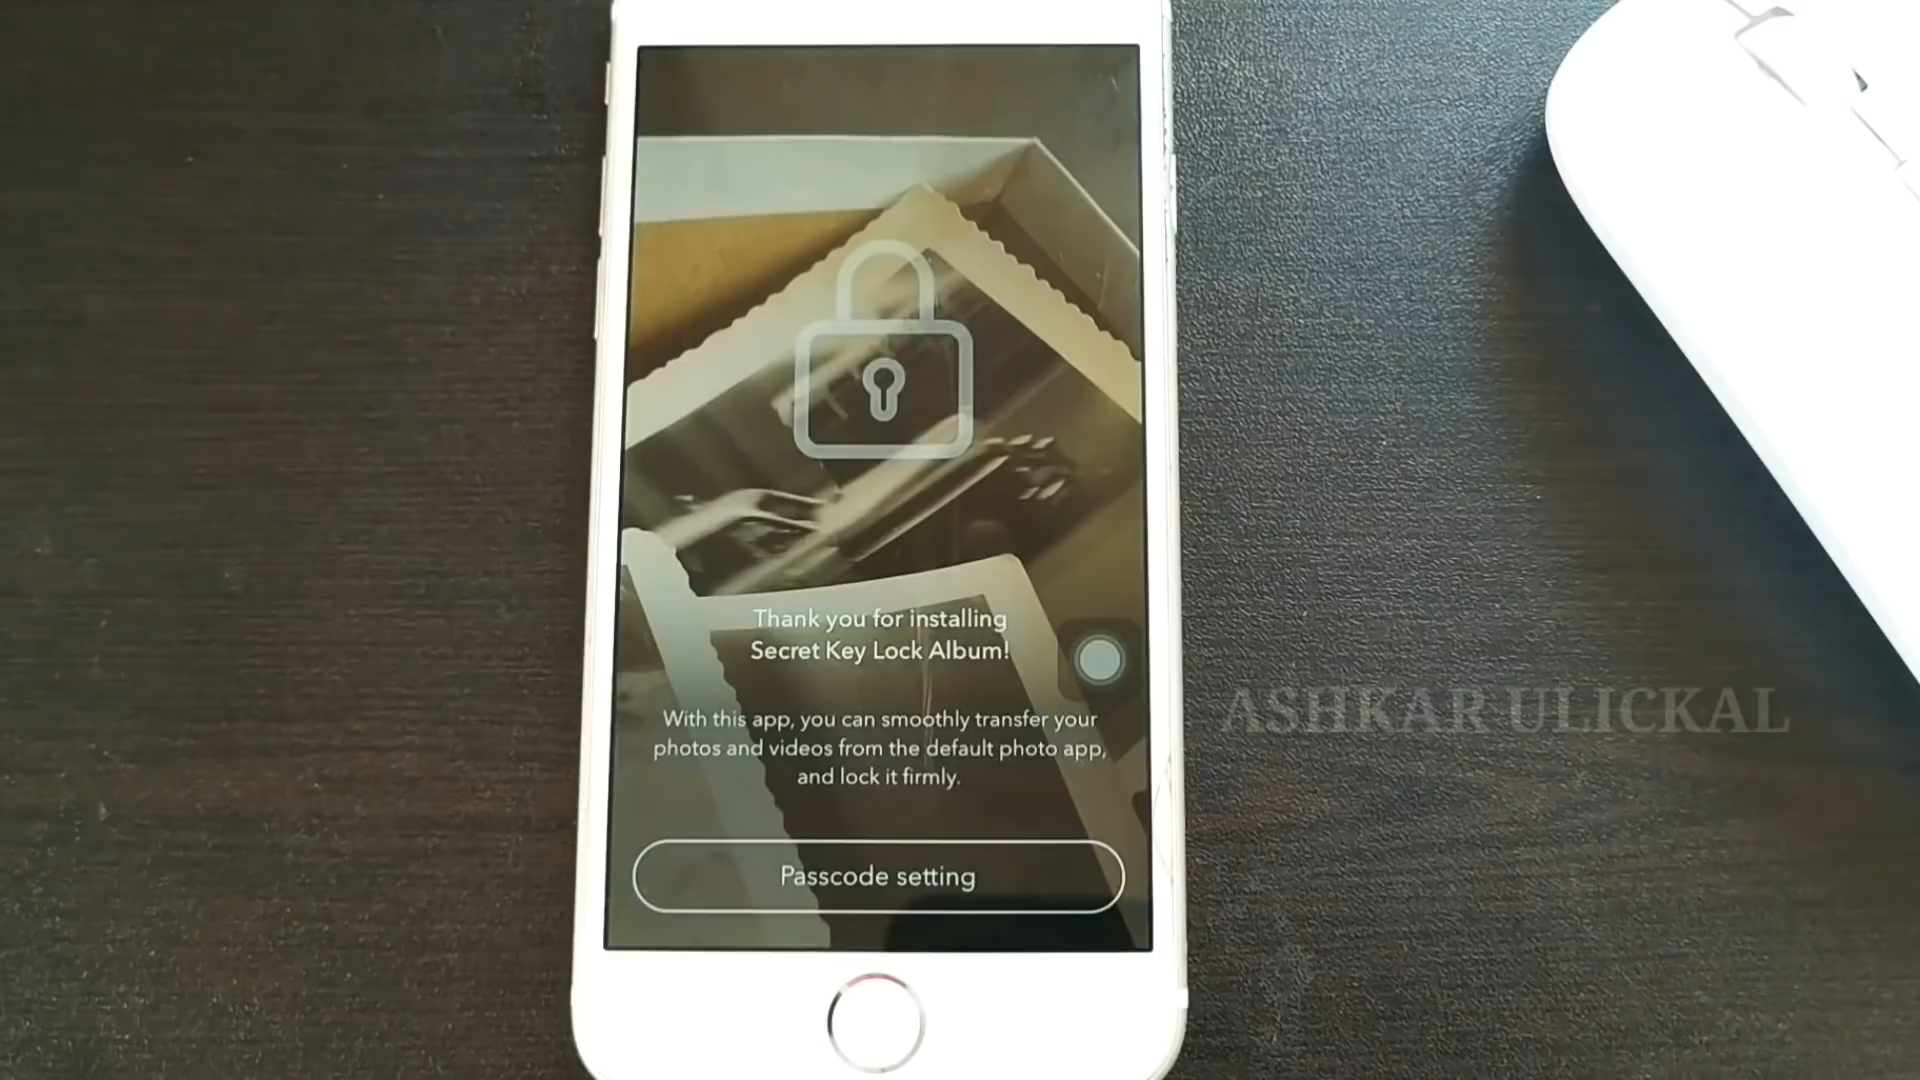 Thank you for installing
Secret Key Lock Album!
With this app, you can smoothly transfer your
photos and videos from the default photo app,
and lock it firmly.
Passcode setting
ASHKAR ULICKAL